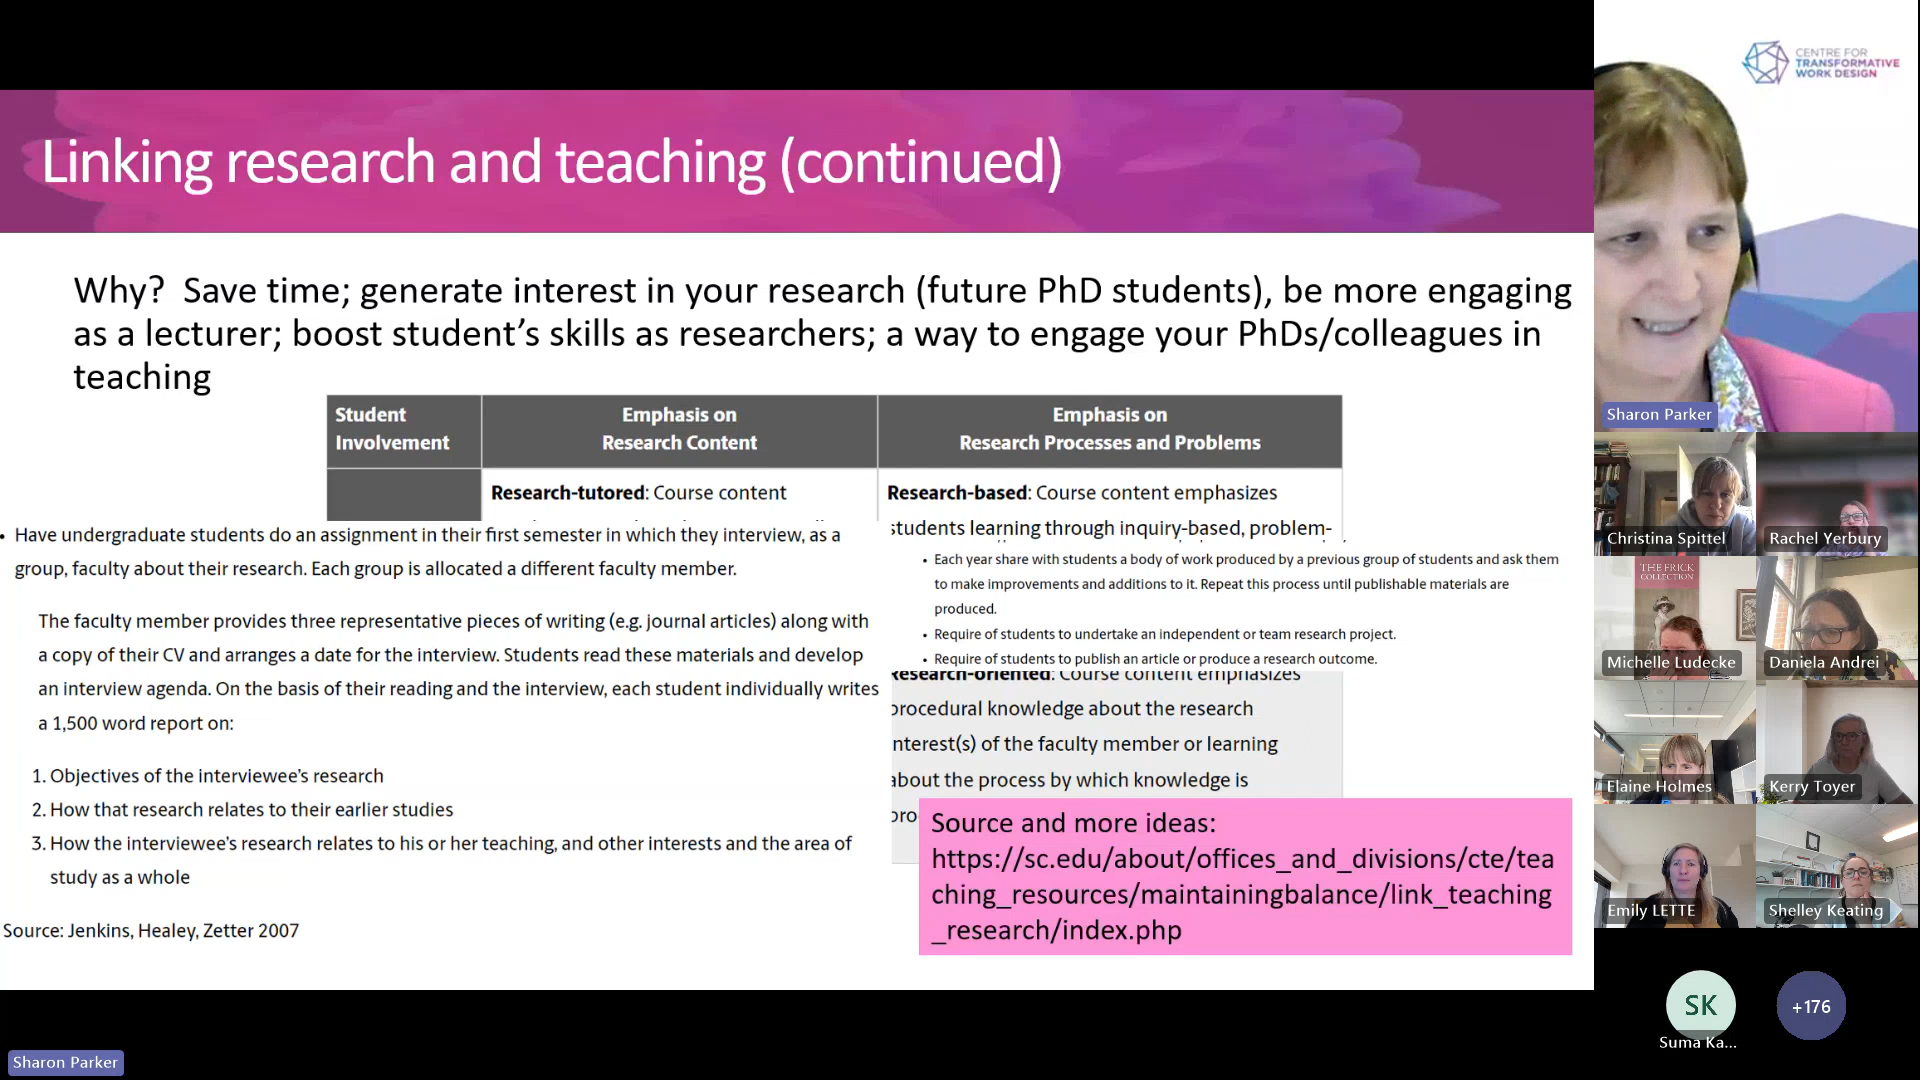 CENTRE FOR
TRANSFORMATIVE
WORK DESIGN
Linking research and teaching (continued)
Why?  Save time; generate interest in your research (future PhD students), be more engaging
as a lecturer; boost student’s skills as researchers; a way to engage your PhDs/colleagues in
teaching
Student
Involvement
Emphasis on
Research Content
Emphasis on
Research Processes and Problems
Research-tutored: Course content
Research-based: Course content emphasizes
students learning through inquiry-based, problem-
• Have undergraduate students do an assignment in their first semester in which they interview, as a
group, faculty about their research. Each group is allocated a different faculty member.
The faculty member provides three representative pieces of writing (e.g. journal articles) along with
a copy of their CV and arranges a date for the interview. Students read these materials and develop
an interview agenda. On the basis of their reading and the interview, each student individually writes
a 1,500 word report on:
1. Objectives of the interviewee’s research
2. How that research relates to their earlier studies
3. How the interviewee’s research relates to his or her teaching, and other interests and the area of
study as a whole
Source: Jenkins, Healey, Zetter 2007
• Each year share with students a body of work produced by a previous group of students and ask them
to make improvements and additions to it. Repeat this process until publishable materials are
produced.
• Require of students to undertake an independent or team research project.
• Require of students to publish an article or produce a research outcome.
Research-oriented: Course content emphasizes
procedural knowledge about the research
interest(s) of the faculty member or learning
about the process by which knowledge is
pro
Source and more ideas:
https://sc.edu/about/offices_and_divisions/cte/tea
ching_resources/maintainingbalance/link_teaching
_research/index.php
Sharon Parker
Christina Spittel
Rachel Yerbury
THE FRICK
COLLECTION
Michelle Ludecke
Daniela Andrei
Elaine Holmes
Kerry Toyer
Emily LETTE
Shelley Keating
SK
Suma Ka...
+176
Sharon Parker